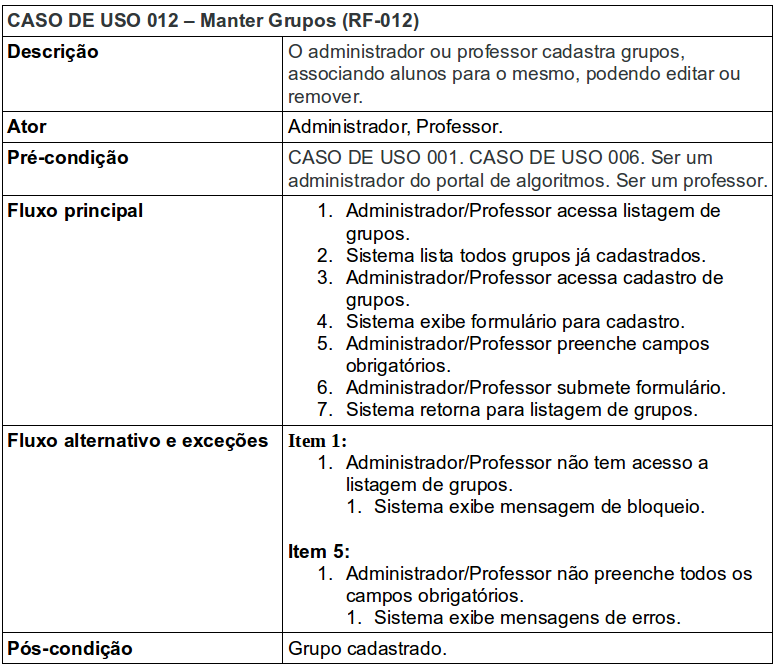 CASO DE USO 012 – Manter Grupos (RF-012)
Descrição
O administrador ou professor cadastra grupos,
associando alunos para o mesmo, podendo editar ou
remover.
Ator
Administrador, Professor.
Pré-condição
CASO DE USO 001. CASO DE USO 006. Ser um
administrador do portal de algoritmos. Ser um professor.
Fluxo principal
1. Administrador/Professor acessa listagem de
grupos.
2. Sistema lista todos grupos já cadastrados.
3. Administrador/Professor acessa cadastro de
grupos.
4. Sistema exibe formulário para cadastro.
5. Administrador/Professor preenche campos
obrigatórios.
6. Administrador/Professor submete formulário.
7. Sistema retorna para listagem de grupos.
Fluxo alternativo e exceções
Item 1:
1. Administrador/Professor não tem acesso a
listagem de grupos.
1. Sistema exibe mensagem de bloqueio.
Item 5:
1. Administrador/Professor não preenche todos os
campos obrigatórios.
1. Sistema exibe mensagens de erros.
Pós-condição
Grupo cadastrado.